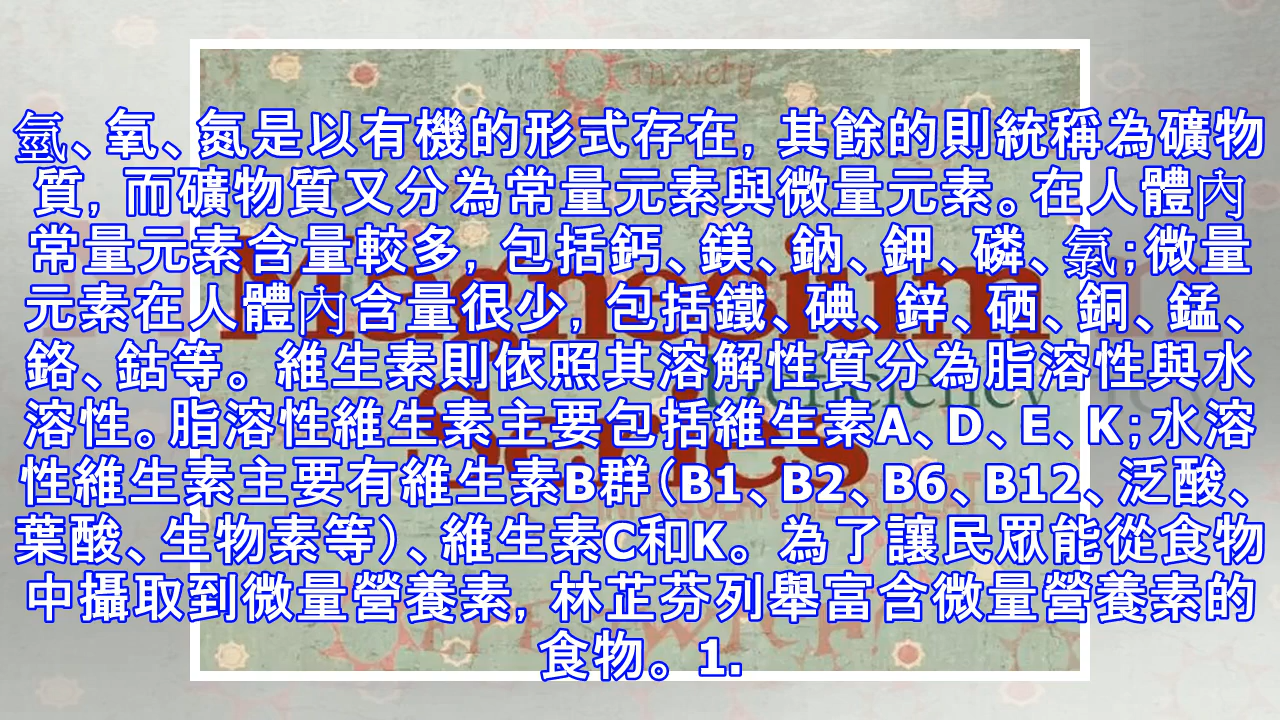 氫、氧、氮是以有機的形式存在, 其餘的則統稱為礦物
質, 而礦物質又分為常量元素與微量元素。在人體內
常量元素含量較多, 包括鈣、鎂、鈉、鉀、磷、氯;微量
元素在人體內含量很少, 包括鐵、碘、鋅、硒、銅、錳、
鉻、鈷等。維生素則依照其溶解性質分為脂溶性與水
溶性。脂溶性維生素主要包括維生素A、D、E、K;水溶
性維生素主要有維生素B群(B1、B2、B6、B12、泛酸、
葉酸、生物素等)、維生素C和K。為了讓民眾能從食物
中攝取到微量營養素, 林芷芬列舉富含微量營養素的
食物。1.
anxiety
Magnesium
Deficiency
Series
IRREGULAR HEARTBEAT